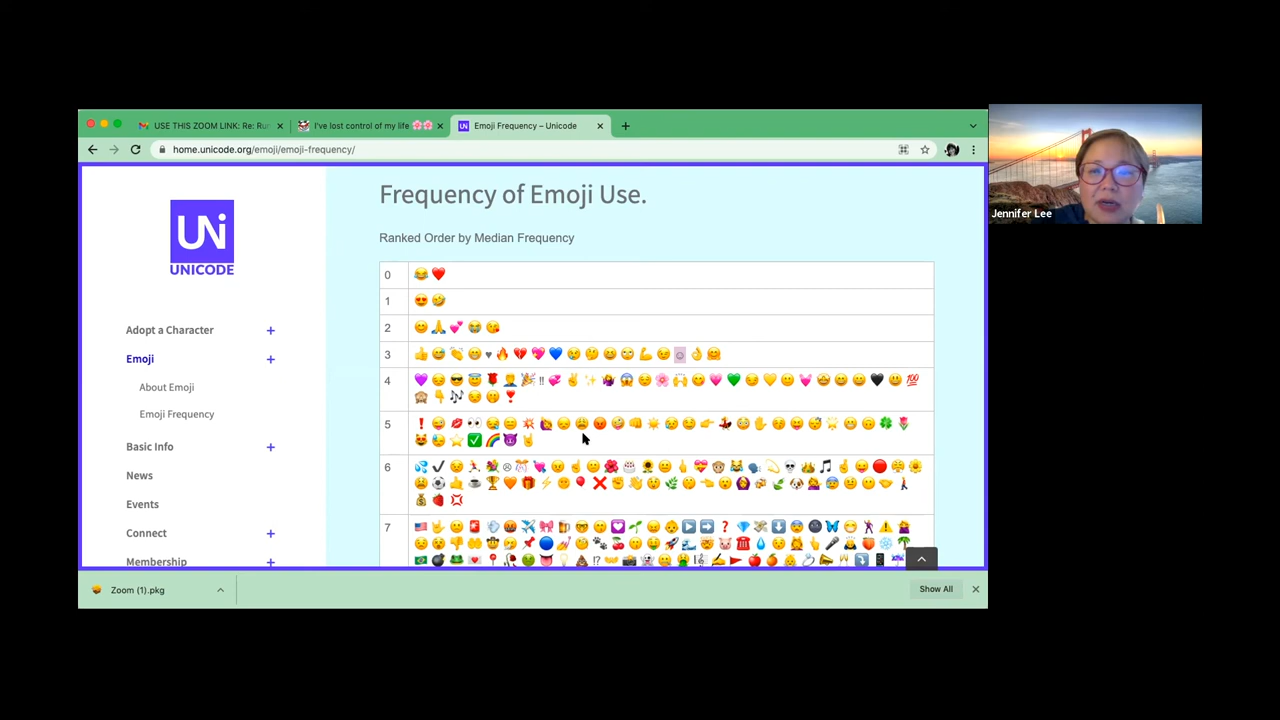 USE THIS ZOOM LINK: Re: Rur
I've lost control of my life 🌸🌸
Emoji Frequency – Unicode
home.unicode.org/emoji/emoji-frequency/
UNi
UNICODE
Adopt a Character +
Emoji +
About Emoji
Emoji Frequency
Basic Info +
News
Events
Connect +
Membership
Frequency of Emoji Use.
Ranked Order by Median Frequency
0
1
2
3
4
5
6
7
Jennifer Lee
Zoom (1).pkg
Show All